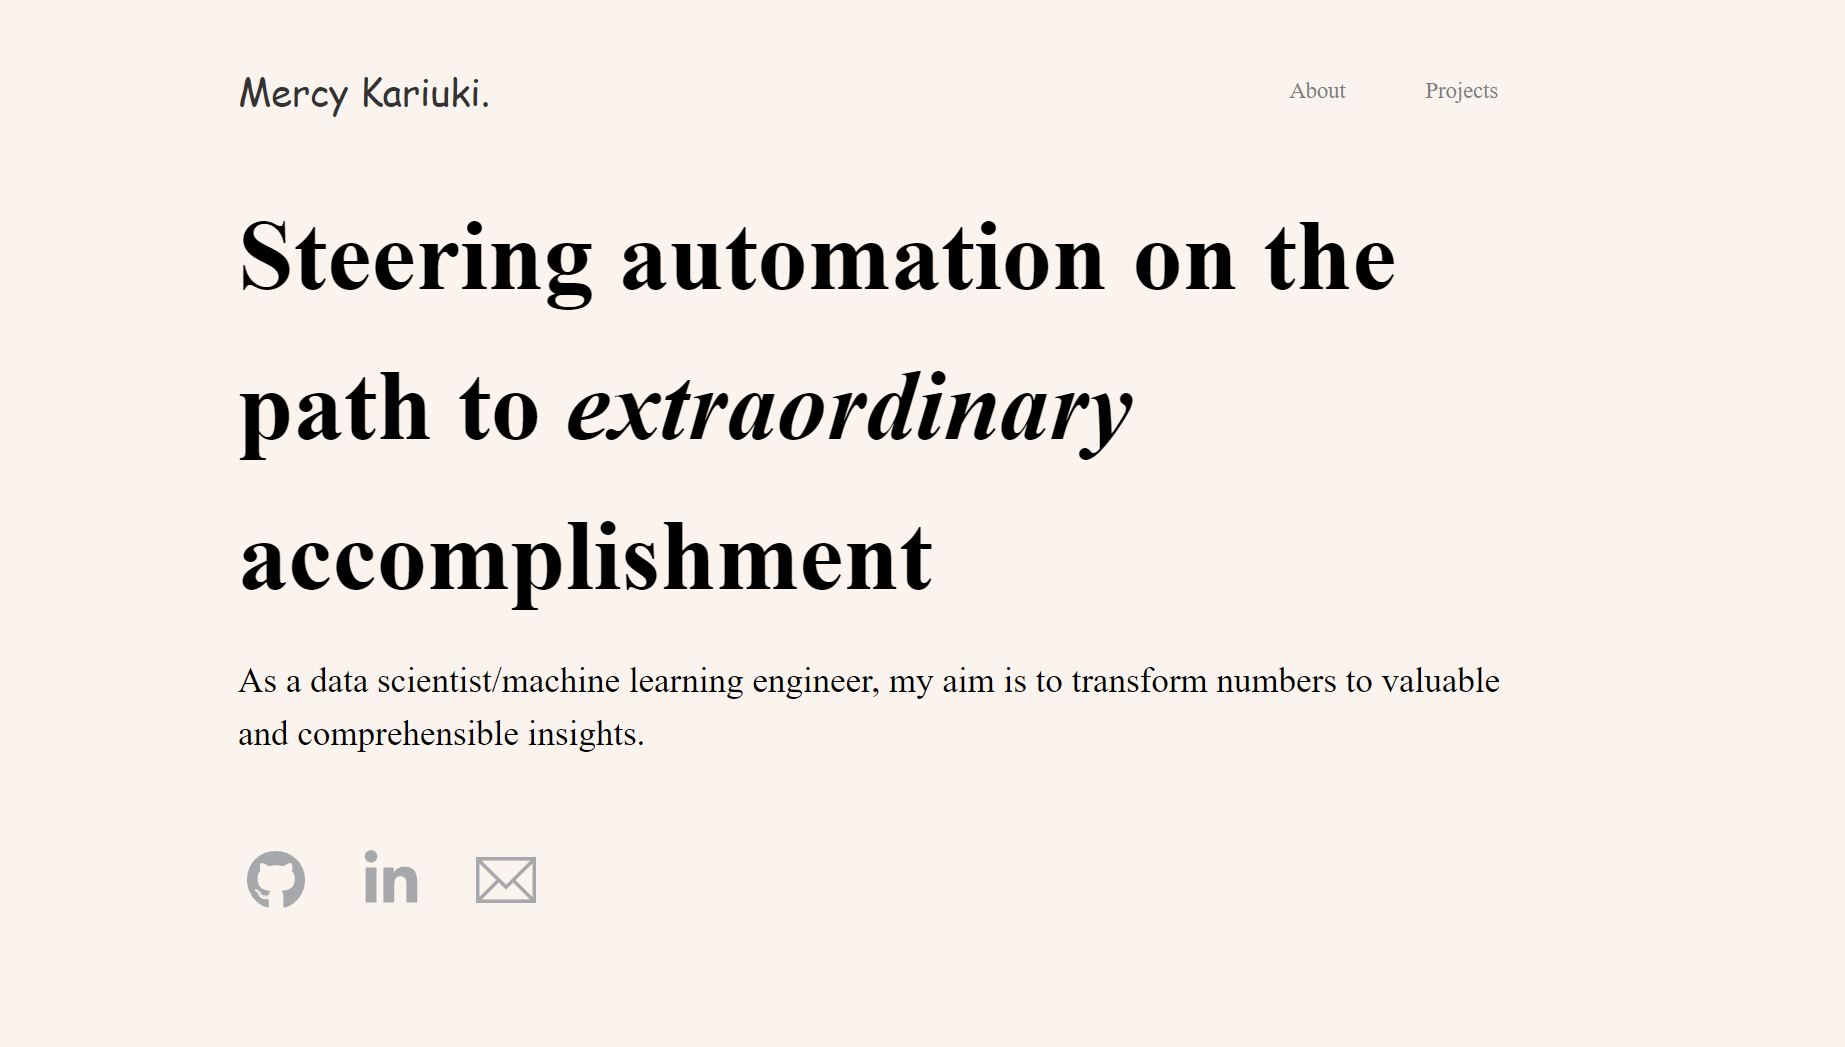 Mercy Kariuki.
About
Projects
Steering automation on the
path to extraordinary
accomplishment
As a data scientist/machine learning engineer, my aim is to transform numbers to valuable
and comprehensible insights.
in